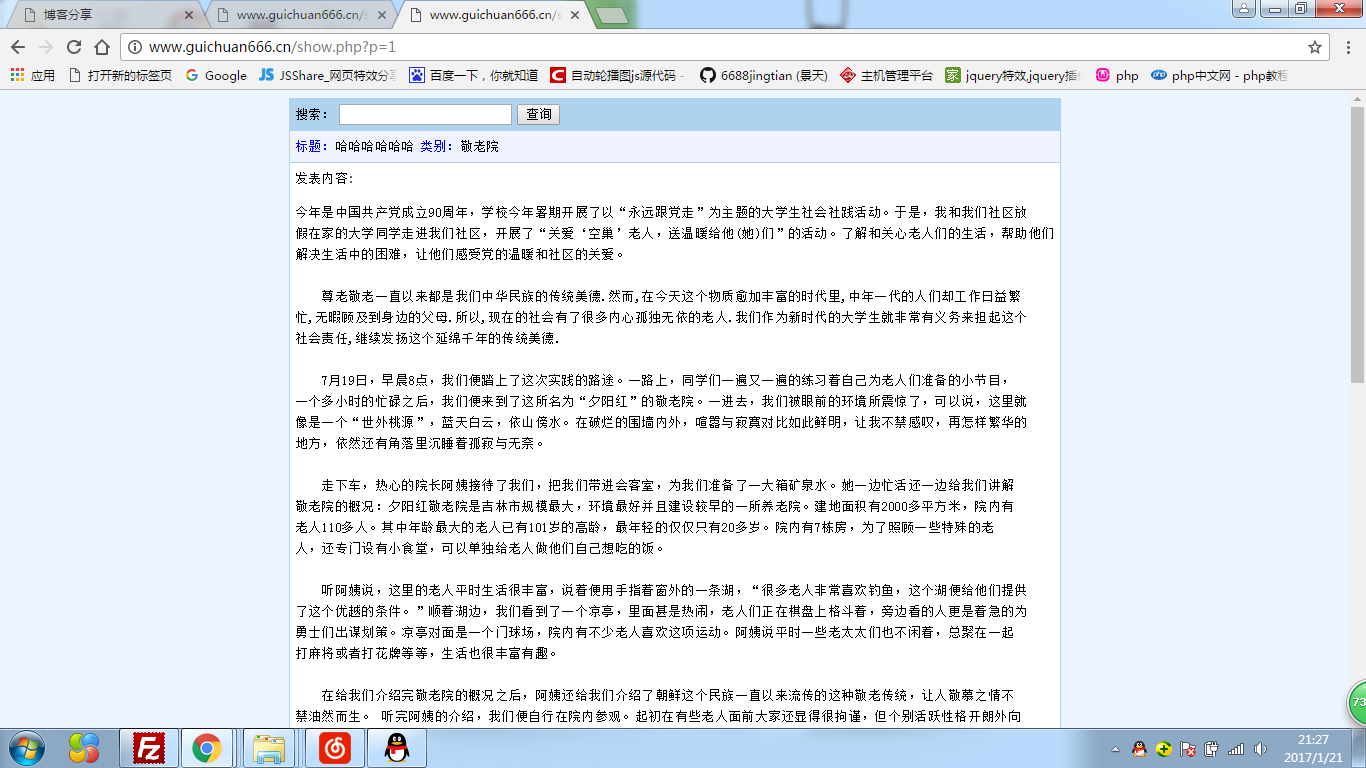 博客分享
www.guichuan666.cn/s
www.guichuan666.cn/s
www.guichuan666.cn/show.php?p=1
应用 打开新的标签页 Google JSShare_网页特效分享 百度一下，你就知道 自动轮播图js源代码 - 6688jingtian (景天) 主机管理平台 jquery特效,jquery插件 php php中文网 - php教程
搜索： 查询
标题：哈哈哈哈哈哈 类别：敬老院
发表内容:
今年是中国共产党成立90周年，学校今年暑期开展了以“永远跟党走”为主题的大学生社会社践活动。于是，我和我们社区放
假在家的大学同学走进我们社区，开展了“关爱‘空巢’老人，送温暖给他(她)们”的活动。了解和关心老人们的生活，帮助他们
解决生活中的困难，让他们感受党的温暖和社区的关爱。
尊老敬老一直以来都是我们中华民族的传统美德.然而,在今天这个物质愈加丰富的时代里,中年一代的人们却工作日益繁
忙,无暇顾及到身边的父母.所以,现在的社会有了很多内心孤独无依的老人.我们作为新时代的大学生就非常有义务来担起这个
社会责任,继续发扬这个延绵千年的传统美德.
7月19日，早晨8点，我们便踏上了这次实践的路途。一路上，同学们一遍又一遍的练习着自己为老人们准备的小节目，
一个多小时的忙碌之后，我们便来到了这所名为“夕阳红”的敬老院。一进去，我们被眼前的环境所震惊了，可以说，这里就
像是一个“世外桃源”，蓝天白云，依山傍水。在破烂的围墙内外，喧嚣与寂寞对比如此鲜明，让我不禁感叹，再怎样繁华的
地方，依然还有角落里沉睡着孤寂与无奈。
走下车，热心的院长阿姨接待了我们，把我们带进会客室，为我们准备了一大箱矿泉水。她一边忙活还一边给我们讲解
敬老院的概况：夕阳红敬老院是吉林市规模最大，环境最好并且建设较早的一所养老院。建地面积有2000多平方米，院内有
老人110多人。其中年龄最大的老人已有101岁的高龄，最年轻的仅仅只有20多岁。院内有7栋房，为了照顾一些特殊的老
人，还专门设有小食堂，可以单独给老人做他们自己想吃的饭。
听阿姨说，这里的老人平时生活很丰富，说着便用手指着窗外的一条湖，“很多老人非常喜欢钓鱼，这个湖便给他们提供
了这个优越的条件。”顺着湖边，我们看到了一个凉亭，里面甚是热闹，老人们正在棋盘上格斗着，旁边看的人更是着急的为
勇士们出谋划策。凉亭对面是一个门球场，院内有不少老人喜欢这项运动。阿姨说平时一些老太太们也不闲着，总聚在一起
打麻将或者打花牌等等，生活也很丰富有趣。
在给我们介绍完敬老院的概况之后，阿姨还给我们介绍了朝鲜这个民族一直以来流传的这种敬老传统，让人敬慕之情不
禁油然而生。 听完阿姨的介绍，我们便自行在院内参观。起初在有些老人面前大家还显得很拘谨，但个别活跃性格开朗外向
73
21:27
2017/1/21